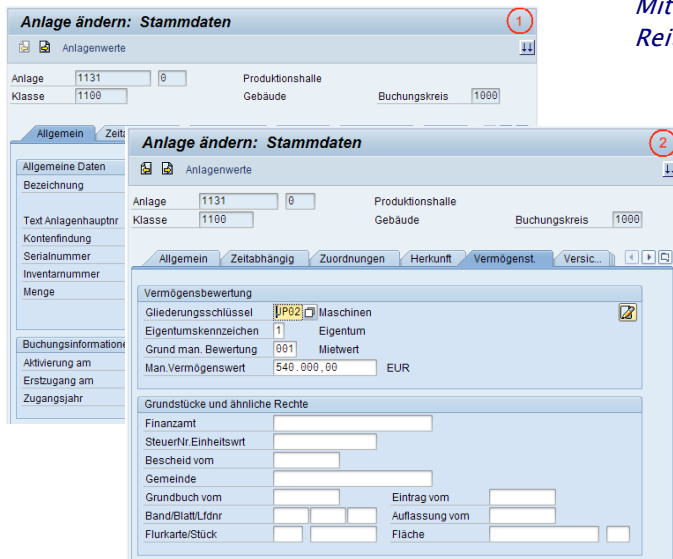 Mit
Reit
Anlage ändern: Stammdaten
1
Anlagenwerte
Anlage 1131 0 Produktionshalle
Klasse 1100 Gebäude Buchungskreis 1000
Allgemein
Allgemeine Daten
Bezeichnung
Text Anlagenhauptnr
Kontenfindung
Serialnummer
Inventarnummer
Menge
Aktivierung am
Erstzugang am
Zugangsjahr
Anlage ändern: Stammdaten
2
Anlagenwerte
Anlage 1131 0 Produktionshalle
Klasse 1100 Gebäude Buchungskreis 1000
Allgemein Zeitabhängig Zuordnungen Herkunft Vermögenst. Versic...
Vermögensbewertung
Gliederungsschlüssel VP02 Maschinen
Eigentumskennzeichen 1 Eigentum
Grund man. Bewertung 001 Mietwert
Man.Vermögenswert 540.000,00 EUR
Grundstücke und ähnliche Rechte
Finanzamt
SteuerNr.Einheitswrt
Bescheid vom
Gemeinde
Grundbuch vom Eintrag vom
Band/Blatt/Lfdnr Auflassung vom
Flurkarte/Stück Fläche